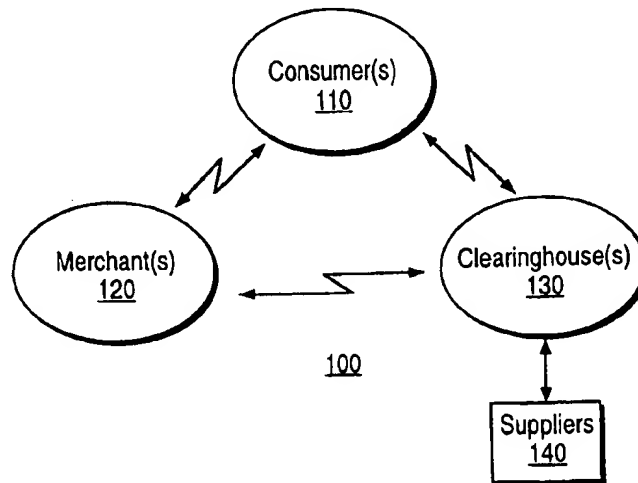 Consumer(s)
110
Merchant(s)
120
Clearinghouse(s)
130
100
Suppliers
140